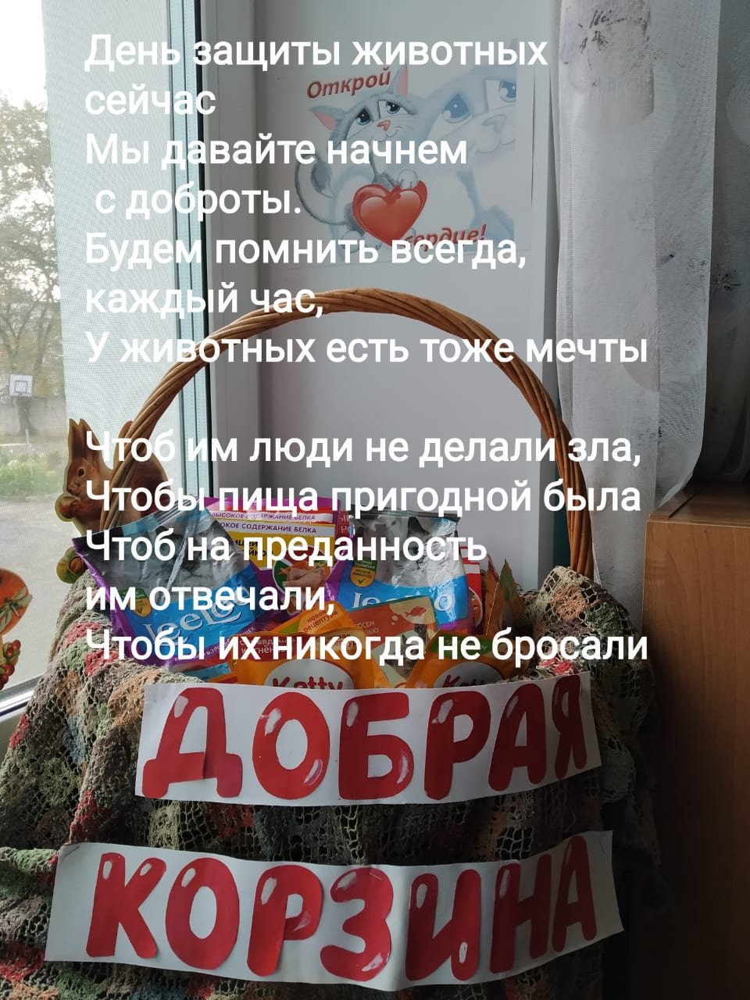 День защиты животных
сейчас
Мы давайте начнем
с доброты.
Будем помнить всегда,
каждый час,
У животных есть тоже мечты
Чтоб им люди не делали зла,
Чтобы пища пригодной была
Чтоб на преданность
им отвечали,
Чтобы их никогда не бросали
Открой
сердце!
ВЫСОКОЕ СОДЕРЖАНИЕ БЕЛКА
СОДЕРЖАНИЕ БЕЛКА
новая
рецептура
Katty
ДОБРАЯ
КОРЗИНА